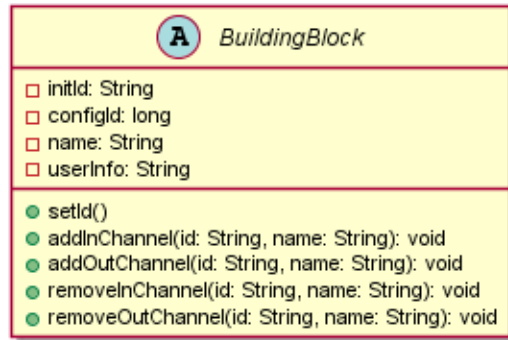 A BuildingBlock
initId: String
configId: long
name: String
userInfo: String
setId()
addInChannel(id: String, name: String): void
addOutChannel(id: String, name: String): void
removeInChannel(id: String, name: String): void
removeOutChannel(id: String, name: String): void